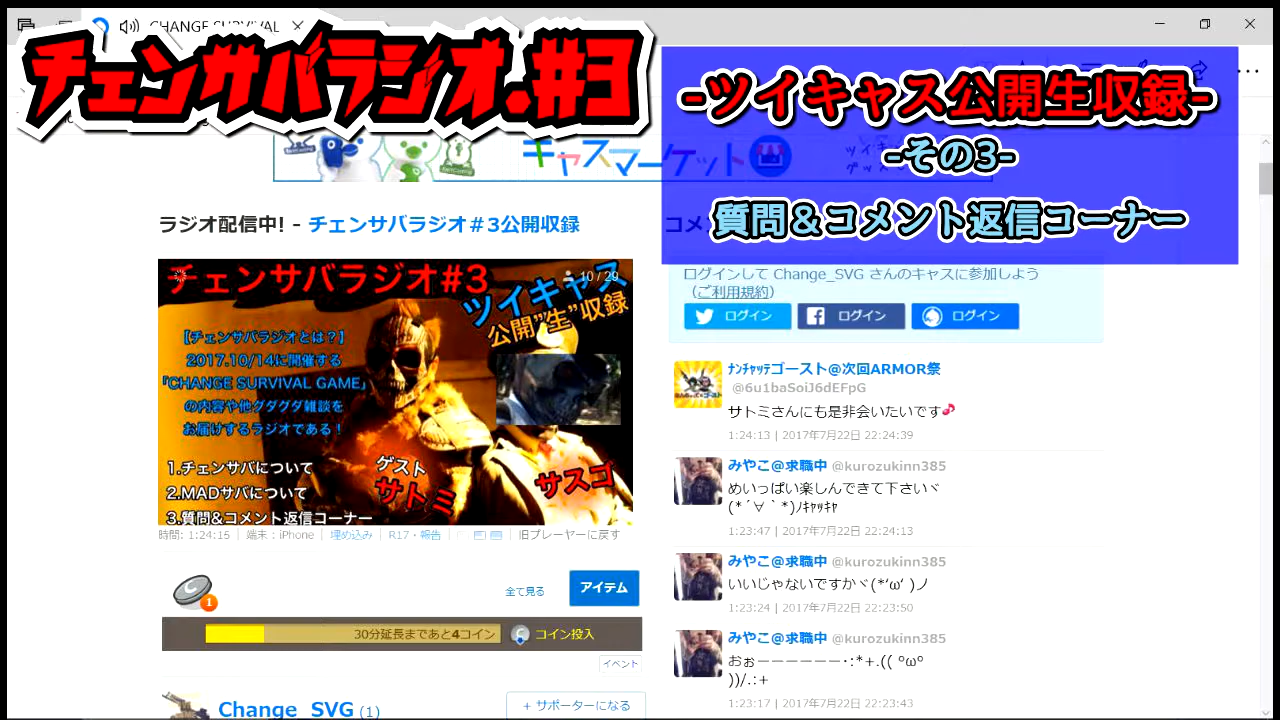 CHANGE SURVIVAL
チェンサバラジオ.#3
-ツイキャス公開生収録-
-その3-
質問＆コメント返信コーナー
キャスマーケット
ラジオ配信中! - チェンサバラジオ＃3公開収録
チェンサバラジオ#3
10 / 29
ツイキャス
公開"生"収録
【チェンサバラジオとは？】
2017.10/14に開催する
「CHANGE SURVIVAL GAME」
の内容や他グダグダ雑談を
お届けするラジオである！
1.チェンサバについて
2.MADサバについて
3.質問&コメント返信コーナー
ゲスト
サトミ
サスゴ
時間: 1:24:15 | 端末 : iPhone | 埋め込み | R17・報告 | 旧プレーヤーに戻す
1
全て見る
アイテム
30分延長まであと4コイン
コイン投入
イベント
Change_SVG (1)
+ サポーターになる
ログインして Change_SVG さんのキャスに参加しよう
（ご利用規約）
ログイン
ログイン
ログイン
ﾅﾝﾁｬｯﾃゴースト@次回ARMOR祭
@6u1baSoiJ6dEFpG
サトミさんにも是非会いたいです🎵
1:24:13 | 2017年7月22日 22:24:39
みやこ@求職中 @kurozukinn385
めいっぱい楽しんできて下さいヾ
(*´∀｀*)ﾉｷｬｯｷｬ
1:23:47 | 2017年7月22日 22:24:13
みやこ@求職中 @kurozukinn385
いいじゃないですかヾ(*‘ω‘ )ノ
1:23:24 | 2017年7月22日 22:23:50
みやこ@求職中 @kurozukinn385
おぉーーーーーー･:*+.(( °ω°
))/.:+
1:23:17 | 2017年7月22日 22:23:43